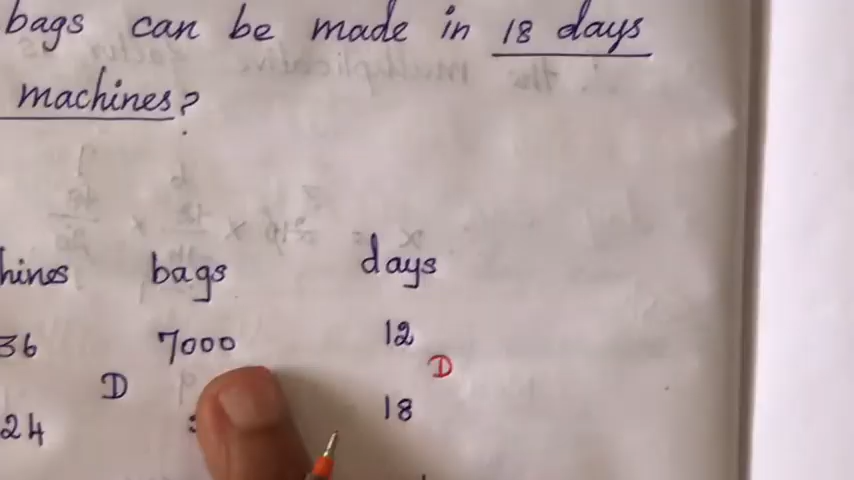 bags can be made in 18 days
machines?
hines bags days
36 7000 12
D D
24 18